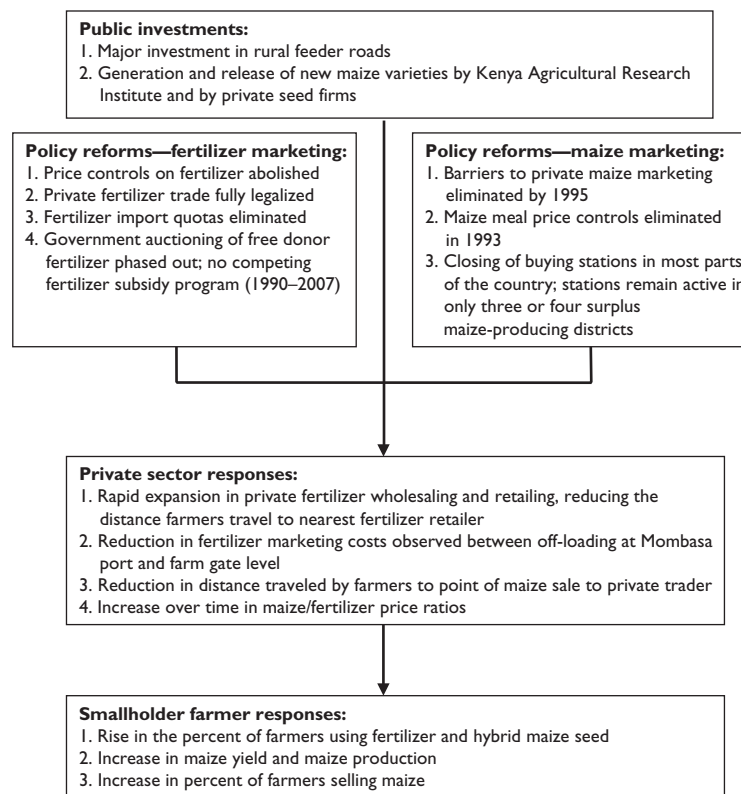 Public investments:
1. Major investment in rural feeder roads
2. Generation and release of new maize varieties by Kenya Agricultural Research
Institute and by private seed firms
Policy reforms—fertilizer marketing:
1. Price controls on fertilizer abolished
2. Private fertilizer trade fully legalized
3. Fertilizer import quotas eliminated
4. Government auctioning of free donor
fertilizer phased out; no competing
fertilizer subsidy program (1990–2007)
Policy reforms—maize marketing:
1. Barriers to private maize marketing
eliminated by 1995
2. Maize meal price controls eliminated
in 1993
3. Closing of buying stations in most parts
of the country; stations remain active in
only three or four surplus
maize-producing districts
Private sector responses:
1. Rapid expansion in private fertilizer wholesaling and retailing, reducing the
distance farmers travel to nearest fertilizer retailer
2. Reduction in fertilizer marketing costs observed between off-loading at Mombasa
port and farm gate level
3. Reduction in distance traveled by farmers to point of maize sale to private trader
4. Increase over time in maize/fertilizer price ratios
Smallholder farmer responses:
1. Rise in the percent of farmers using fertilizer and hybrid maize seed
2. Increase in maize yield and maize production
3. Increase in percent of farmers selling maize